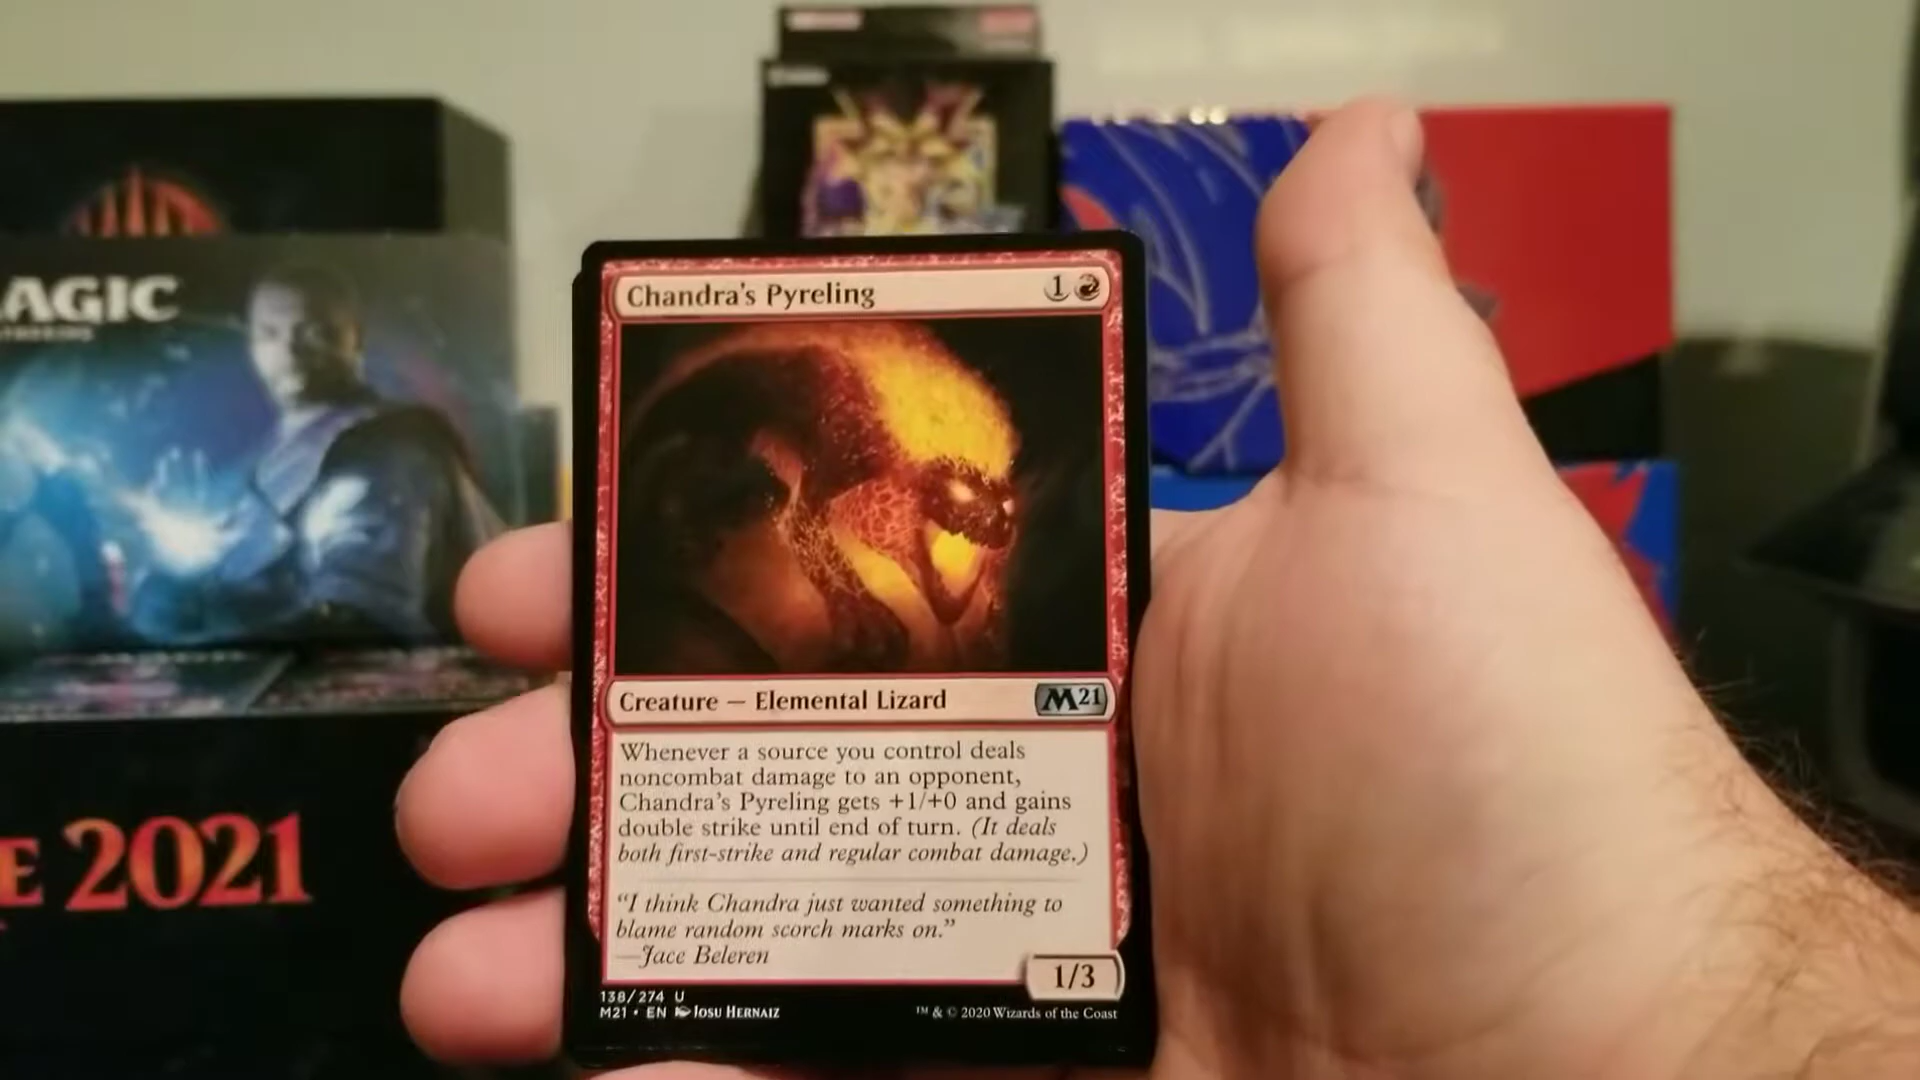 AGIC
Chandra's Pyreling
1
Creature — Elemental Lizard
M21
Whenever a source you control deals
noncombat damage to an opponent,
Chandra's Pyreling gets +1/+0 and gains
double strike until end of turn. (It deals
both first-strike and regular combat damage.)
"I think Chandra just wanted something to
blame random scorch marks on."
—Jace Beleren
1/3
138/274 U
M21 • EN Josu Hernaiz
™ & © 2020 Wizards of the Coast
E 2021